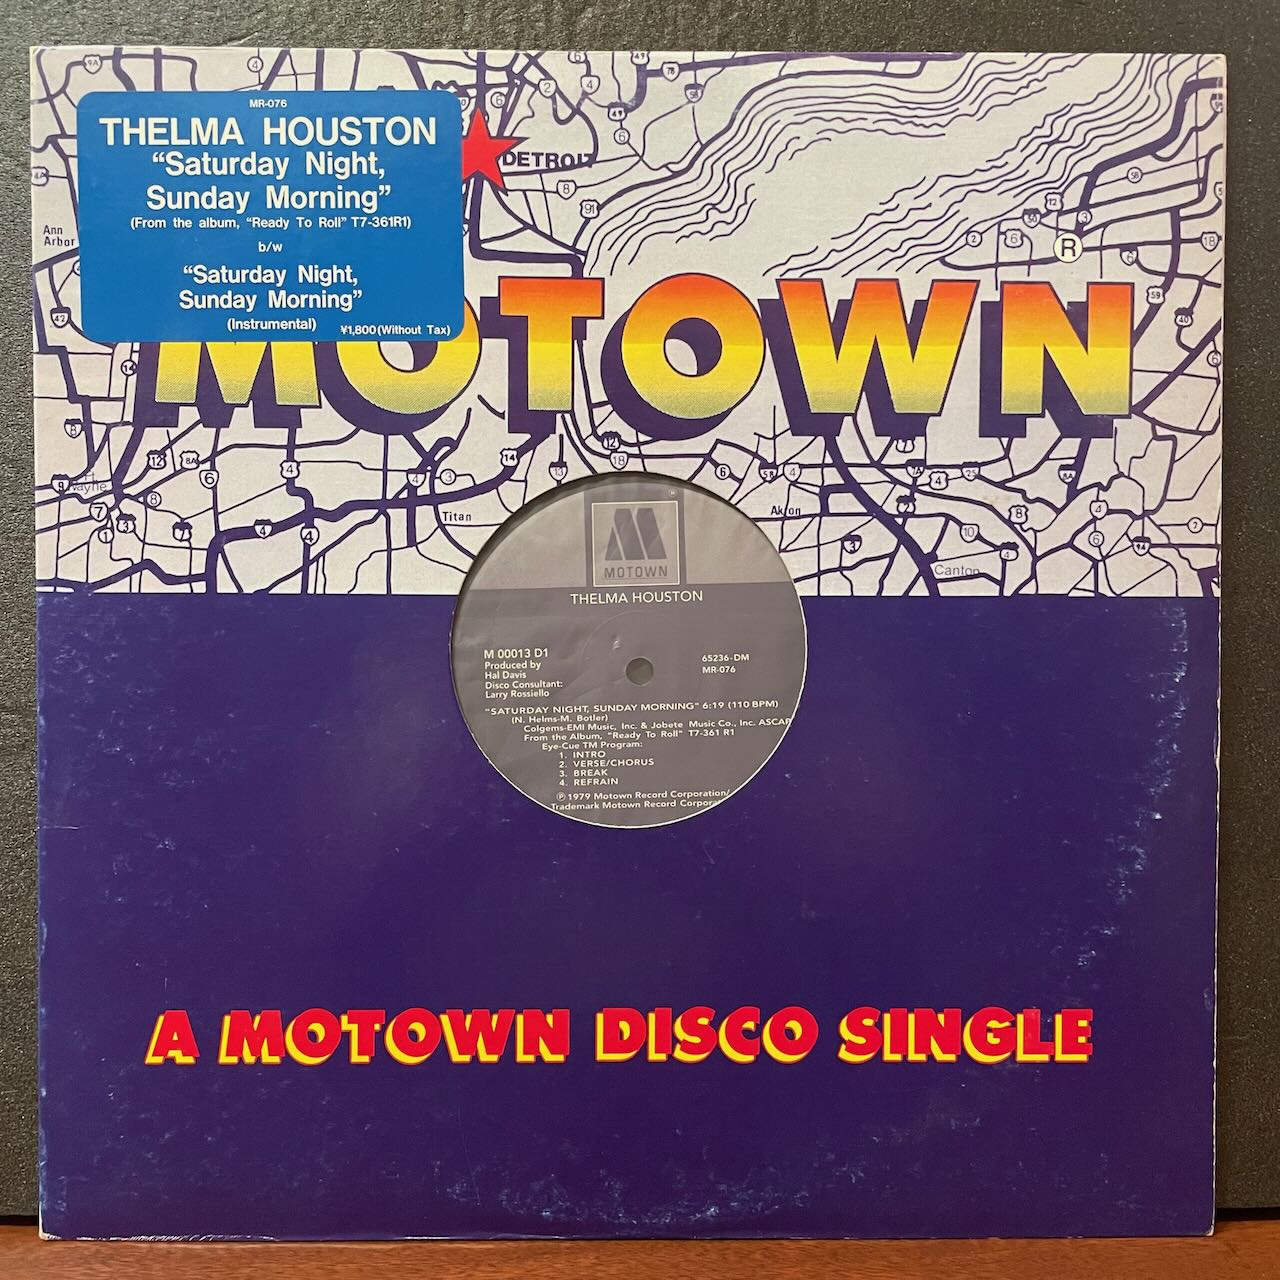 MR-076
THELMA HOUSTON
“Saturday Night,
Sunday Morning”
(From the album, “Ready To Roll” T7-361R1)
b/w
“Saturday Night,
Sunday Morning”
(Instrumental) ¥1,800 (Without Tax)
DETROIT
Ann
Arbor
MOTOWN
®
Wayne
Titan
Akron
Canton
MOTOWN
THELMA HOUSTON
M 00013 D1
Produced by
Hal Davis
Disco Consultant:
Larry Rossiello
65236-DM
MR-076
"SATURDAY NIGHT, SUNDAY MORNING" 6:19 (110 BPM)
(N. Helms-M. Botler)
Colgems-EMI Music, Inc. & Jobete Music Co., Inc. ASCAP
From the Album, "Ready To Roll" T7-361 R1
Eye-Cue TM Program:
1. INTRO
2. VERSE/CHORUS
3. BREAK
4. REFRAIN
℗ 1979 Motown Record Corporation/
Trademark Motown Record
A MOTOWN DISCO SINGLE